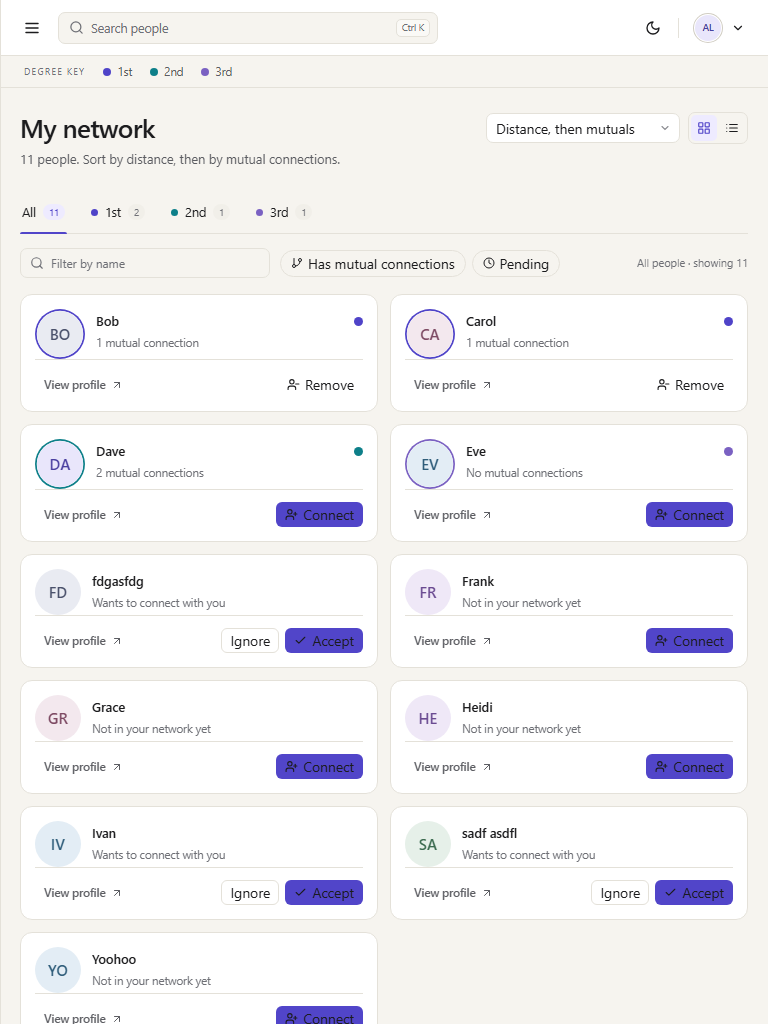 Search people Ctrl K AL
DEGREE KEY 1st 2nd 3rd
My network Distance, then mutuals
11 people. Sort by distance, then by mutual connections.
All 11 1st 2 2nd 1 3rd 1
Filter by name Has mutual connections Pending All people · showing 11
BO Bob
1 mutual connection
View profile Remove
CA Carol
1 mutual connection
View profile Remove
DA Dave
2 mutual connections
View profile Connect
EV Eve
No mutual connections
View profile Connect
FD fdgasfdg
Wants to connect with you
View profile Ignore Accept
FR Frank
Not in your network yet
View profile Connect
GR Grace
Not in your network yet
View profile Connect
HE Heidi
Not in your network yet
View profile Connect
IV Ivan
Wants to connect with you
View profile Ignore Accept
SA sadf asdfl
Wants to connect with you
View profile Ignore Accept
YO Yoohoo
Not in your network yet
View profile Connect